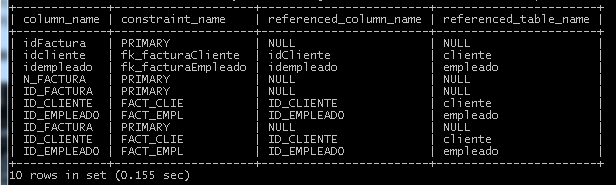 | column_name | constraint_name | referenced_column_name | referenced_table_name |
| idFactura | PRIMARY | NULL | NULL |
| idcliente | fk_facturaCliente | idCliente | cliente |
| idempleado | fk_facturaEmpleado | idempleado | empleado |
| N_FACTURA | PRIMARY | NULL | NULL |
| ID_FACTURA | PRIMARY | NULL | NULL |
| ID_CLIENTE | FACT_CLIE | ID_CLIENTE | cliente |
| ID_EMPLEADO | FACT_EMPL | ID_EMPLEADO | empleado |
| ID_FACTURA | PRIMARY | NULL | NULL |
| ID_CLIENTE | FACT_CLIE | ID_CLIENTE | cliente |
| ID_EMPLEADO | FACT_EMPL | ID_EMPLEADO | empleado |
10 rows in set (0.155 sec)